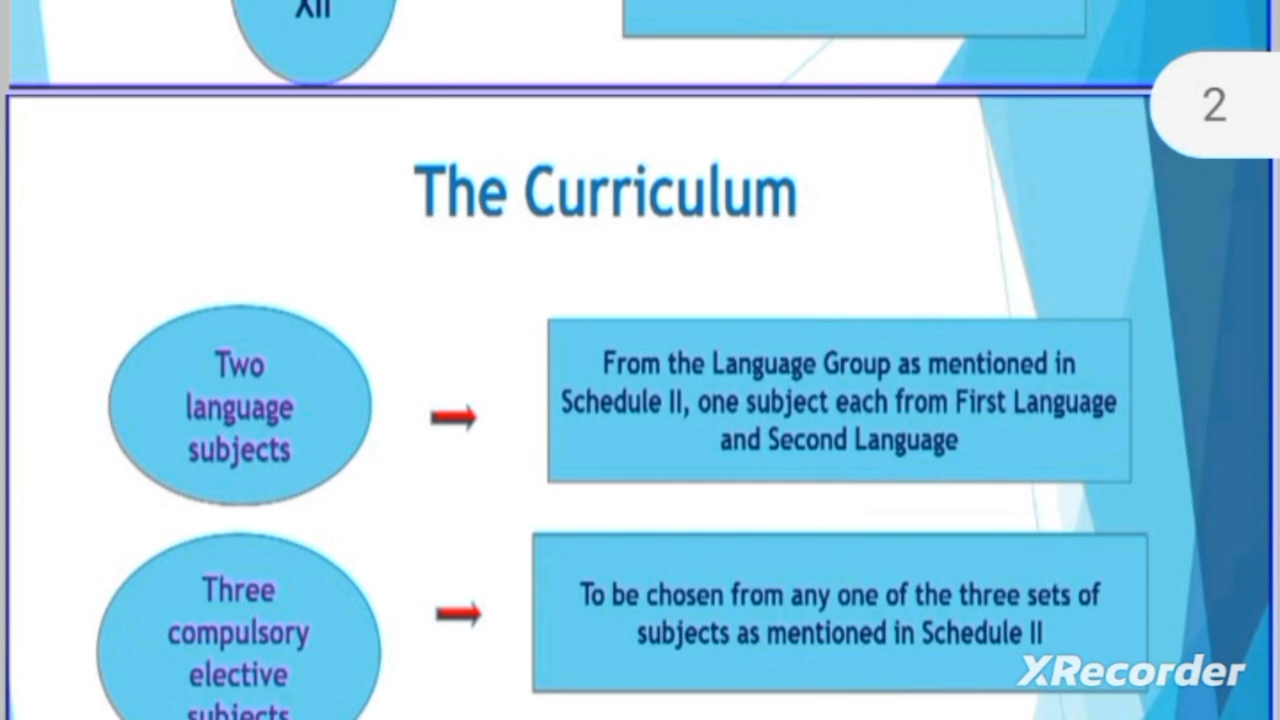 XII
2
The Curriculum
Two
language
subjects
From the Language Group as mentioned in
Schedule II, one subject each from First Language
and Second Language
Three
compulsory
elective
subjects
To be chosen from any one of the three sets of
subjects as mentioned in Schedule II
XRecorder